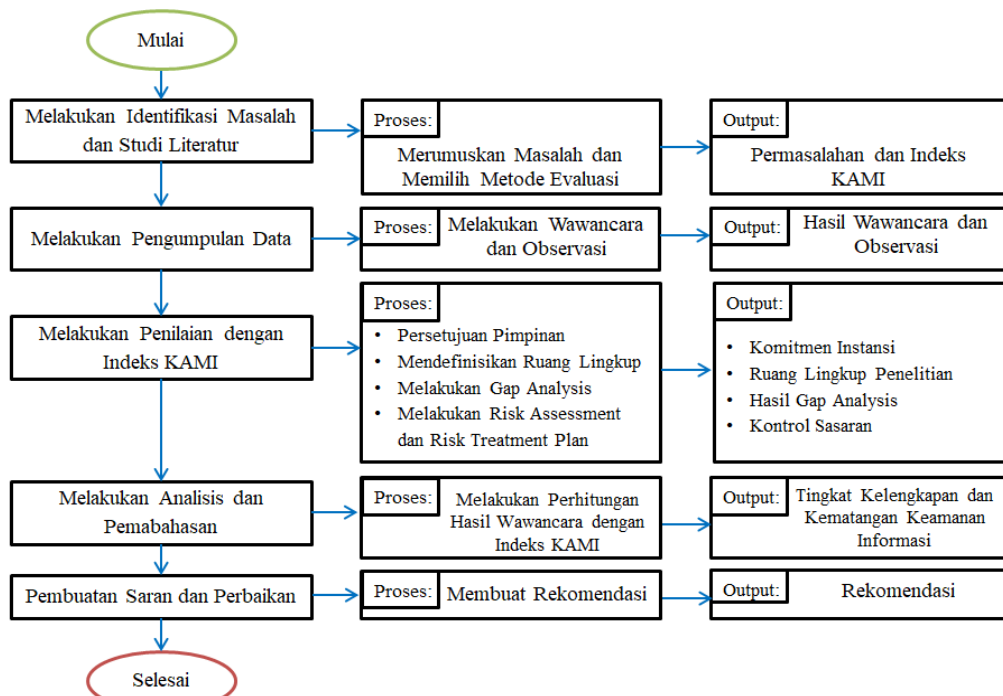 Mulai
Melakukan Identifikasi Masalah
dan Studi Literatur
Proses:
Merumuskan Masalah dan
Memilih Metode Evaluasi
Output:
Permasalahan dan Indeks
KAMI
Melakukan Pengumpulan Data
Proses:
Melakukan Wawancara
dan Observasi
Output:
Hasil Wawancara dan
Observasi
Melakukan Penilaian dengan
Indeks KAMI
Proses:
• Persetujuan Pimpinan
• Mendefinisikan Ruang Lingkup
• Melakukan Gap Analysis
• Melakukan Risk Assessment
dan Risk Treatment Plan
Output:
• Komitmen Instansi
• Ruang Lingkup Penelitian
• Hasil Gap Analysis
• Kontrol Sasaran
Melakukan Analisis dan
Pemabahasan
Proses:
Melakukan Perhitungan
Hasil Wawancara dengan
Indeks KAMI
Output:
Tingkat Kelengkapan dan
Kematangan Keamanan
Informasi
Pembuatan Saran dan Perbaikan
Proses:
Membuat Rekomendasi
Output:
Rekomendasi
Selesai